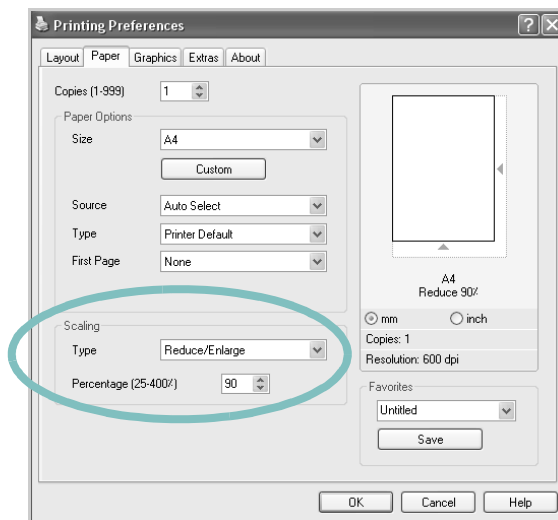 Printing Preferences
Layout Paper Graphics Extras About
Copies (1-999) 1
Paper Options
Size A4
Custom
Source Auto Select
Type Printer Default
First Page None
Scaling
Type Reduce/Enlarge
Percentage (25-400%) 90
A4
Reduce 90%
mm inch
Copies: 1
Resolution: 600 dpi
Favorites
Untitled
Save
OK Cancel Help